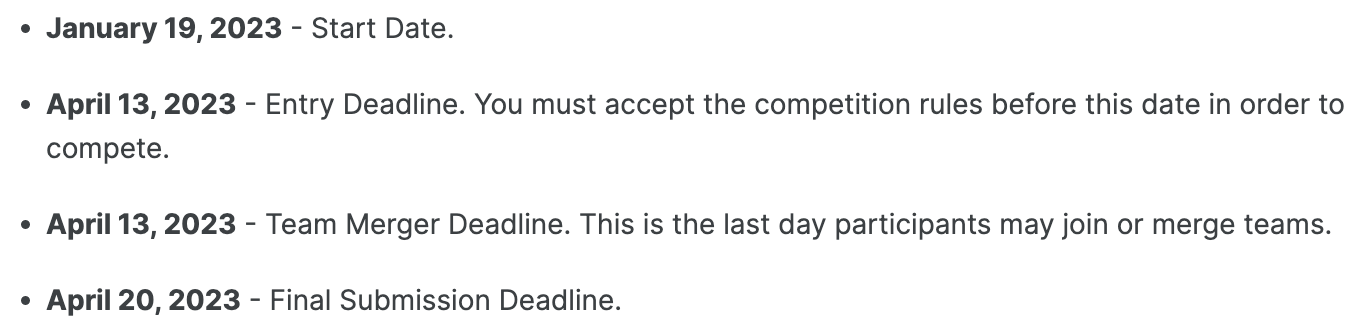 • January 19, 2023 - Start Date.
• April 13, 2023 - Entry Deadline. You must accept the competition rules before this date in order to
compete.
• April 13, 2023 - Team Merger Deadline. This is the last day participants may join or merge teams.
• April 20, 2023 - Final Submission Deadline.